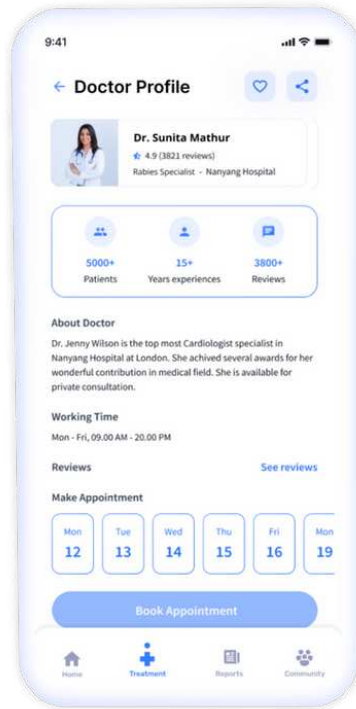 9:41
Doctor Profile
Dr. Sunita Mathur
4.9 (3821 reviews)
Rabies Specialist - Nanyang Hospital
5000+ 15+ 3800+
Patients Years experiences Reviews
About Doctor
Dr. Jenny Wilson is the top most Cardiologist specialist in
Nanyang Hospital at London. She achived several awards for her
wonderful contribution in medical field. She is available for
private consultation.
Working Time
Mon - Fri, 09.00 AM - 20.00 PM
Reviews See reviews
Make Appointment
Mon Tue Wed Thu Fri Mon
12 13 14 15 16 19
Book Appointment
Home Treatment Reports Community